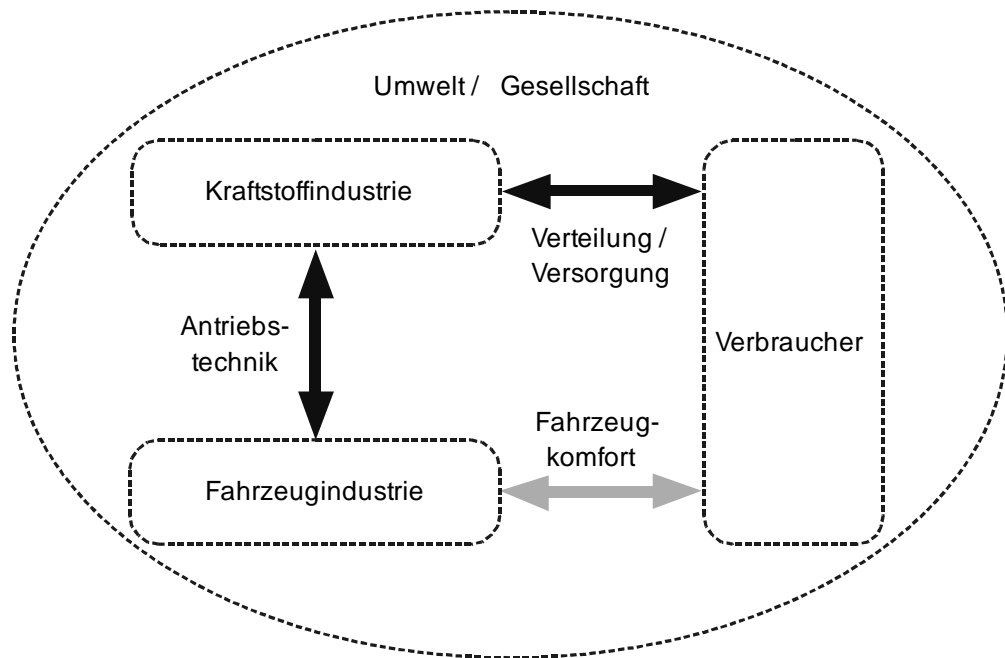 Umwelt / Gesellschaft
Kraftstoffindustrie
Verteilung /
Versorgung
Antriebs-
technik
Verbraucher
Fahrzeug-
komfort
Fahrzeugindustrie